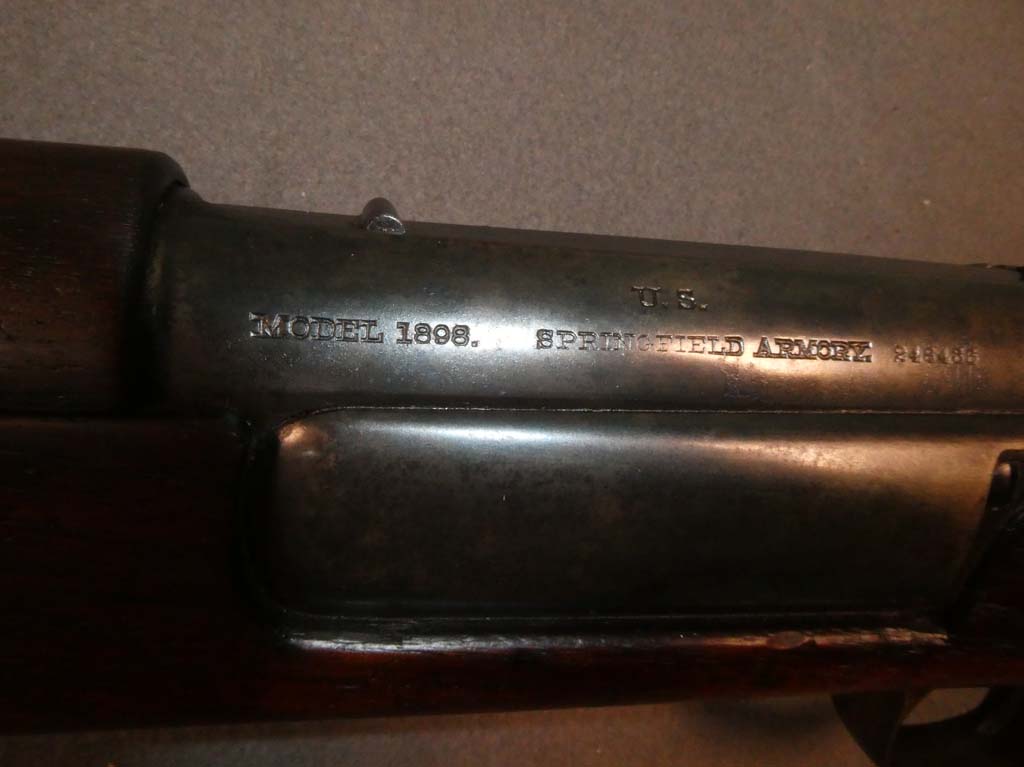 U. S.
MODEL 1898. SPRINGFIELD ARMORY.